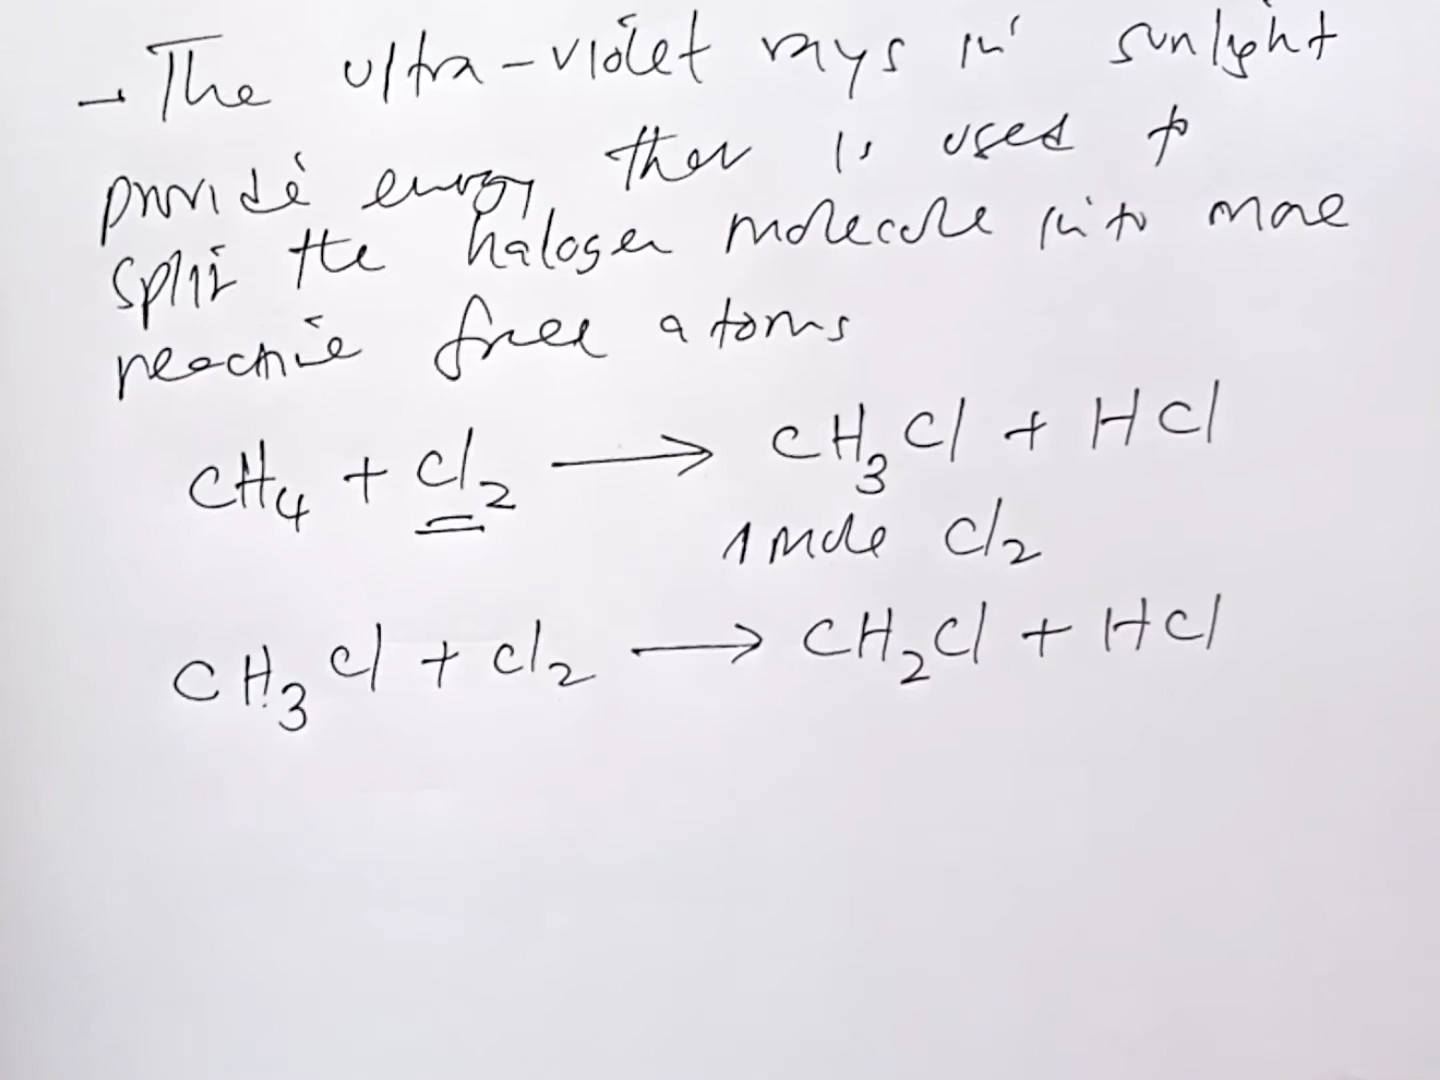 → The ultra-violet rays in sunlight
provide energy that is used to
split the halogen molecule into more
reactive free atoms
CH₄ + Cl₂ ⟶ CH₃Cl + HCl
1 mole Cl₂
CH₃Cl + Cl₂ ⟶ CH₂Cl + HCl